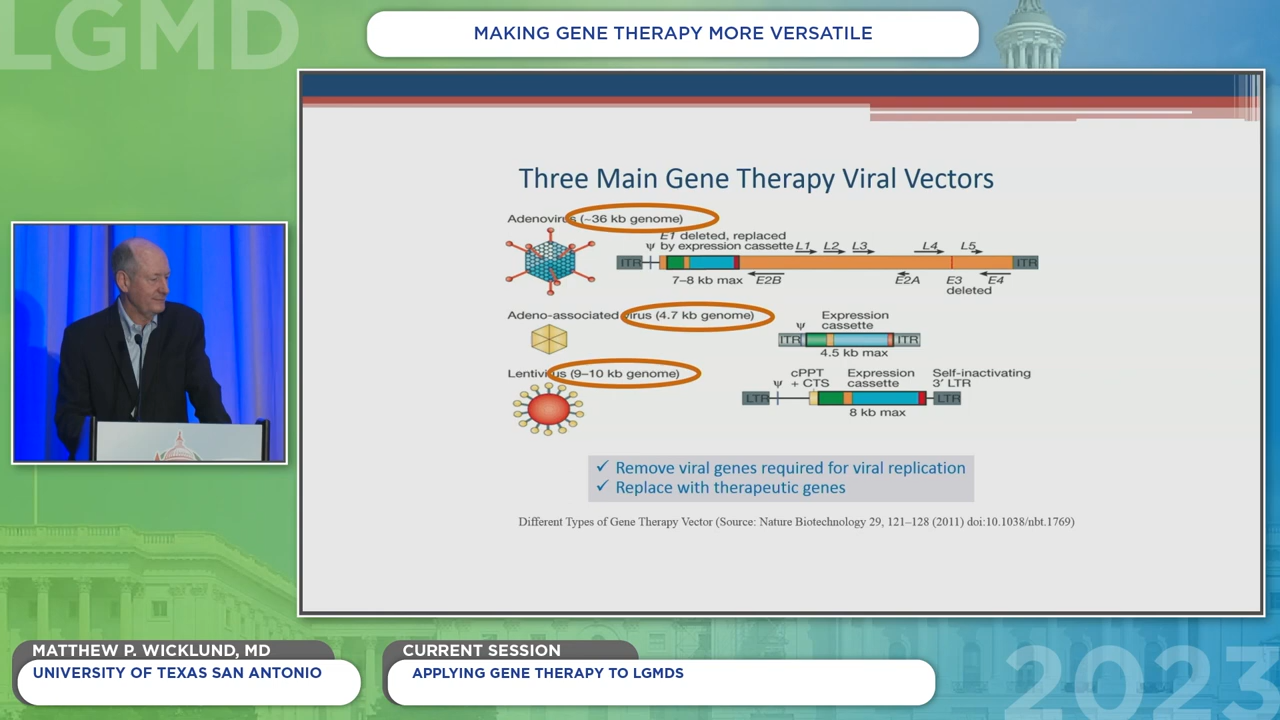 LGMD
MAKING GENE THERAPY MORE VERSATILE
Three Main Gene Therapy Viral Vectors
Adenovirus (~36 kb genome)
E1 deleted, replaced
ψ by expression cassette L1 L2 L3 L4 L5
ITR ITR
7–8 kb max E2B E2A E3 E4
deleted
Adeno-associated virus (4.7 kb genome)
Expression
ψ cassette
ITR ITR
4.5 kb max
Lentivirus (9–10 kb genome)
cPPT Expression Self-inactivating
ψ + CTS cassette 3′ LTR
LTR LTR
8 kb max
✓ Remove viral genes required for viral replication
✓ Replace with therapeutic genes
Different Types of Gene Therapy Vector (Source: Nature Biotechnology 29, 121–128 (2011) doi:10.1038/nbt.1769)
MATTHEW P. WICKLUND, MD
UNIVERSITY OF TEXAS SAN ANTONIO
CURRENT SESSION
APPLYING GENE THERAPY TO LGMDS
2023